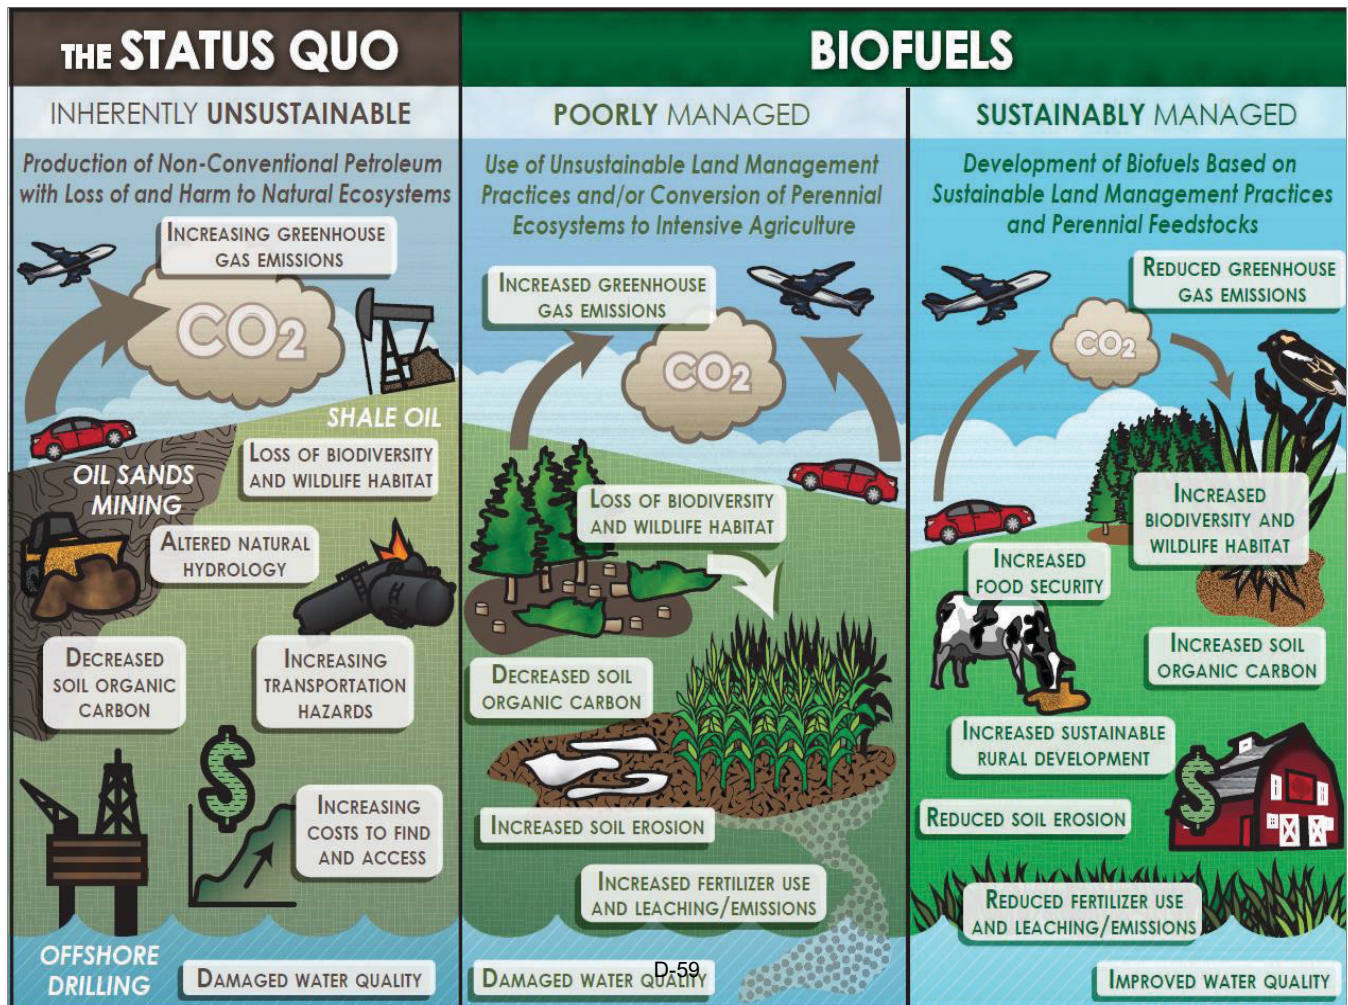 THE STATUS QUO
INHERENTLY UNSUSTAINABLE
Production of Non-Conventional Petroleum
with Loss of and Harm to Natural Ecosystems
INCREASING GREENHOUSE
GAS EMISSIONS
CO2
SHALE OIL
LOSS OF BIODIVERSITY
AND WILDLIFE HABITAT
OIL SANDS
MINING
ALTERED NATURAL
HYDROLOGY
DECREASED
SOIL ORGANIC
CARBON
INCREASING
TRANSPORTATION
HAZARDS
$
INCREASING
COSTS TO FIND
AND ACCESS
OFFSHORE
DRILLING
DAMAGED WATER QUALITY
BIOFUELS
POORLY MANAGED
Use of Unsustainable Land Management
Practices and/or Conversion of Perennial
Ecosystems to Intensive Agriculture
INCREASED GREENHOUSE
GAS EMISSIONS
CO2
LOSS OF BIODIVERSITY
AND WILDLIFE HABITAT
DECREASED SOIL
ORGANIC CARBON
INCREASED SOIL EROSION
INCREASED FERTILIZER USE
AND LEACHING/EMISSIONS
DAMAGED WATER QUALITY
D-59
SUSTAINABLY MANAGED
Development of Biofuels Based on
Sustainable Land Management Practices
and Perennial Feedstocks
REDUCED GREENHOUSE
GAS EMISSIONS
CO2
INCREASED
BIODIVERSITY AND
WILDLIFE HABITAT
INCREASED
FOOD SECURITY
INCREASED SOIL
ORGANIC CARBON
INCREASED SUSTAINABLE
RURAL DEVELOPMENT
$
REDUCED SOIL EROSION
REDUCED FERTILIZER USE
AND LEACHING/EMISSIONS
IMPROVED WATER QUALITY